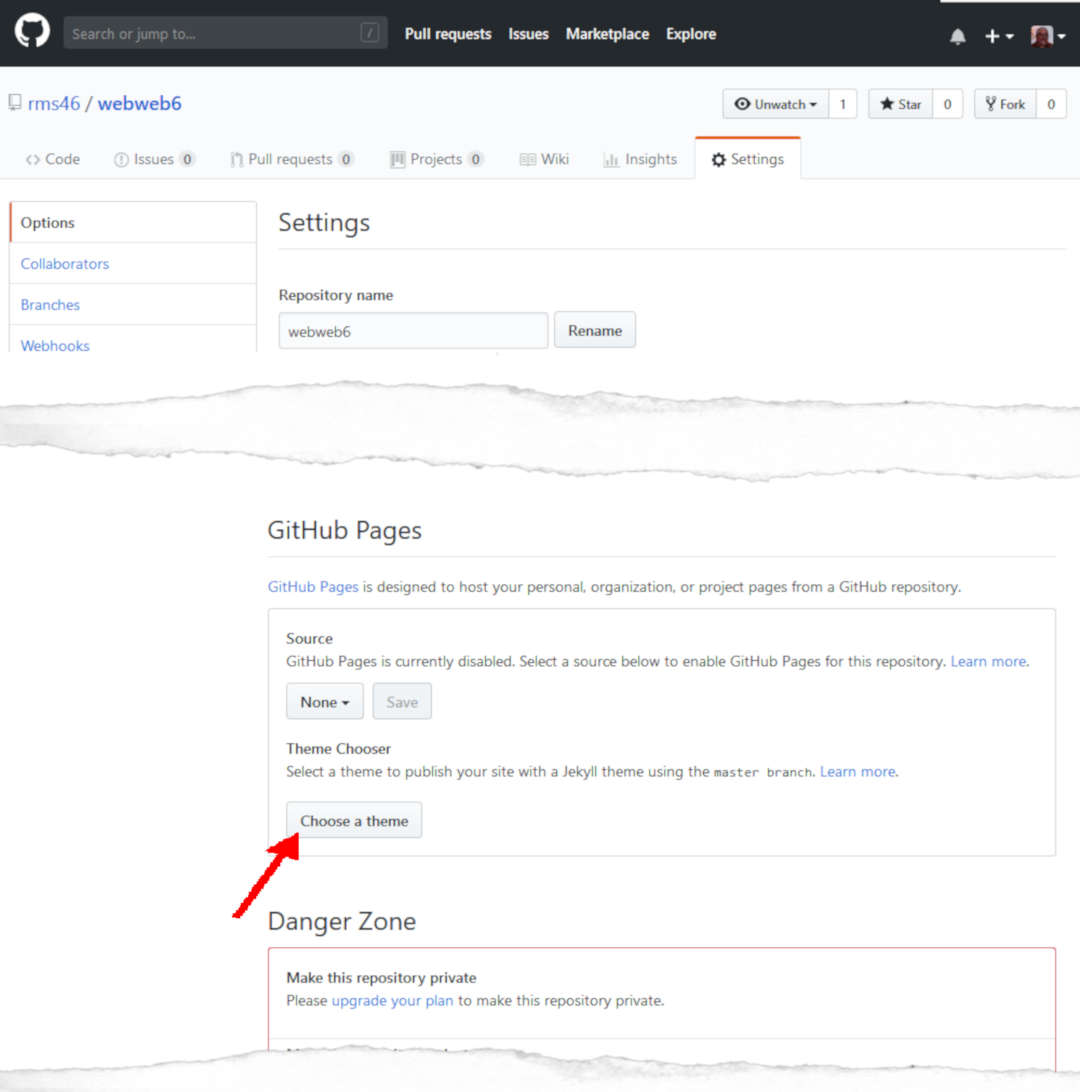 Search or jump to... / Pull requests Issues Marketplace Explore
rms46 / webweb6 Unwatch 1 Star 0 Fork 0
<> Code Issues 0 Pull requests 0 Projects 0 Wiki Insights Settings
Options
Collaborators
Branches
Webhooks
Settings
Repository name
webweb6 Rename
GitHub Pages
GitHub Pages is designed to host your personal, organization, or project pages from a GitHub repository.
Source
GitHub Pages is currently disabled. Select a source below to enable GitHub Pages for this repository. Learn more.
None Save
Theme Chooser
Select a theme to publish your site with a Jekyll theme using the master branch. Learn more.
Choose a theme
Danger Zone
Make this repository private
Please upgrade your plan to make this repository private.